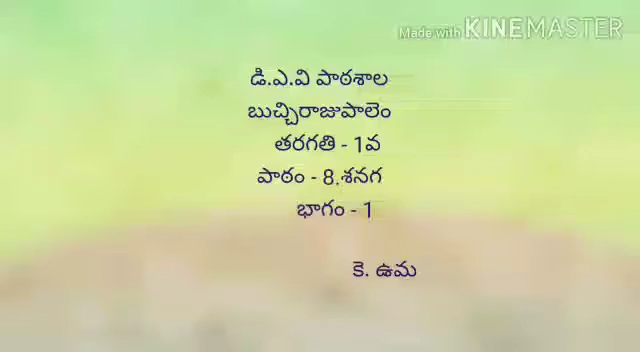 Made with KINEMASTER
డి.ఎ.వి పాఠశాల
బుచ్చిరాజుపాలెం
తరగతి - 1వ
పాఠం - 8.శనగ
భాగం - 1
కె. ఉమ